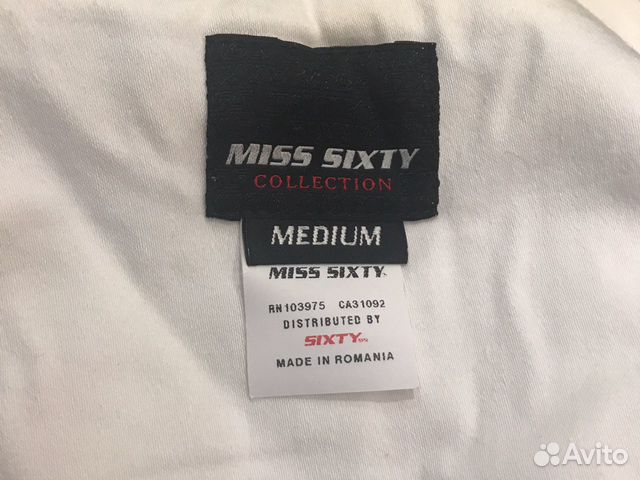 MISS SIXTY
COLLECTION
MEDIUM
MISS SIXTY
RN103975 CA31092
DISTRIBUTED BY
SIXTY
MADE IN ROMANIA
Avito